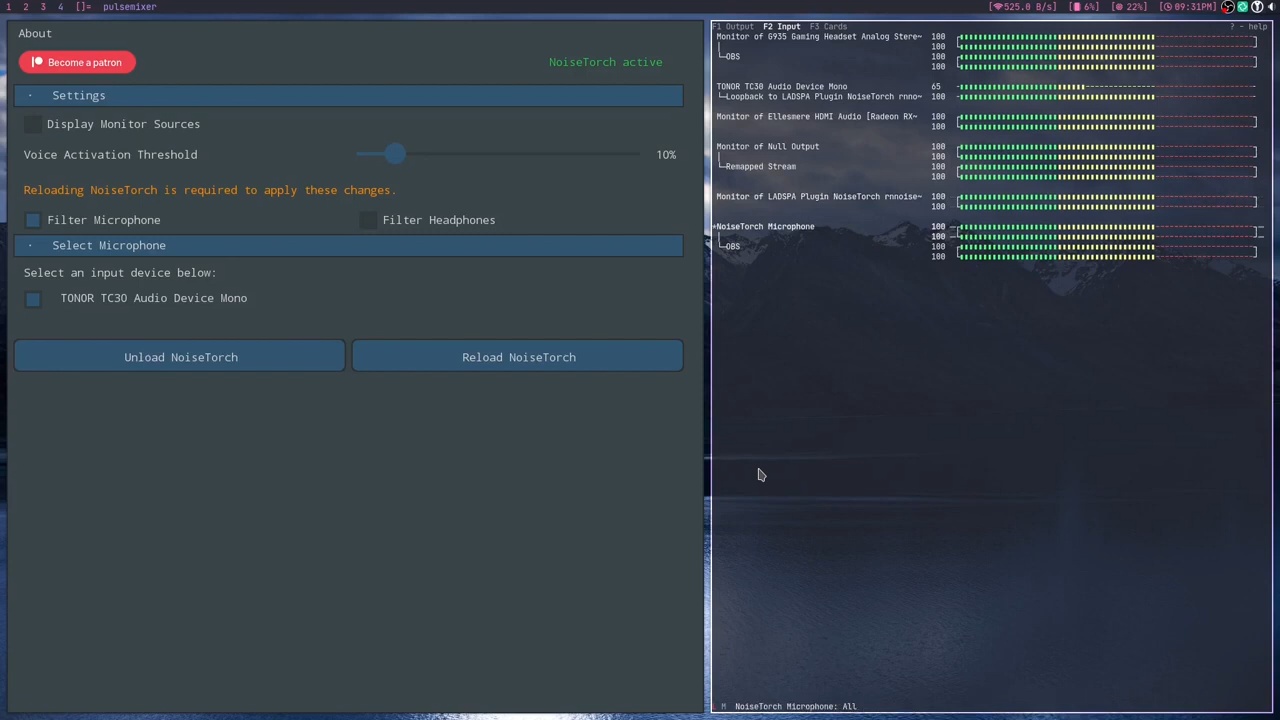 1 2 3 4 []= pulsemixer
[525.0 B/s] [6%] [22%] [09:31PM]
About
Become a patron
NoiseTorch active
Settings
Display Monitor Sources
Voice Activation Threshold 10%
Reloading NoiseTorch is required to apply these changes.
Filter Microphone Filter Headphones
Select Microphone
Select an input device below:
TONOR TC30 Audio Device Mono
Unload NoiseTorch Reload NoiseTorch
F1 Output F2 Input F3 Cards ? - help
Monitor of G935 Gaming Headset Analog Stere~ 100
100
OBS 100
100
TONOR TC30 Audio Device Mono 65
Loopback to LADSPA Plugin NoiseTorch rnno~ 100
Monitor of Ellesmere HDMI Audio [Radeon RX~ 100
100
Monitor of Null Output 100
100
Remapped Stream 100
100
Monitor of LADSPA Plugin NoiseTorch rnnoise~ 100
100
*NoiseTorch Microphone 100
100
OBS 100
100
L M NoiseTorch Microphone: All